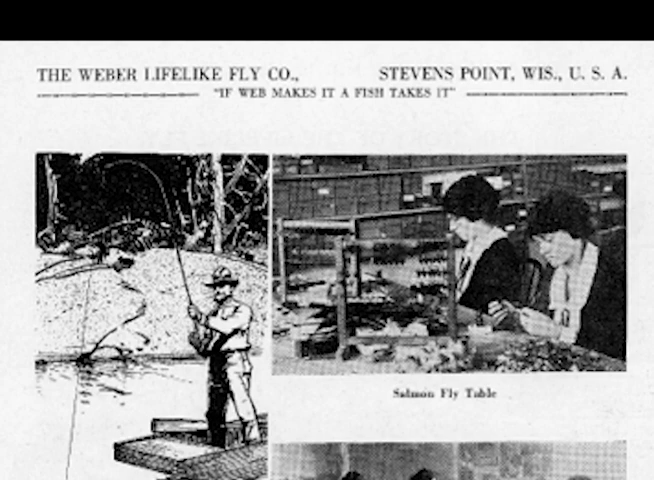 THE WEBER LIFELIKE FLY CO., STEVENS POINT, WIS., U. S. A.
"IF WEB MAKES IT A FISH TAKES IT"
Salmon Fly Table